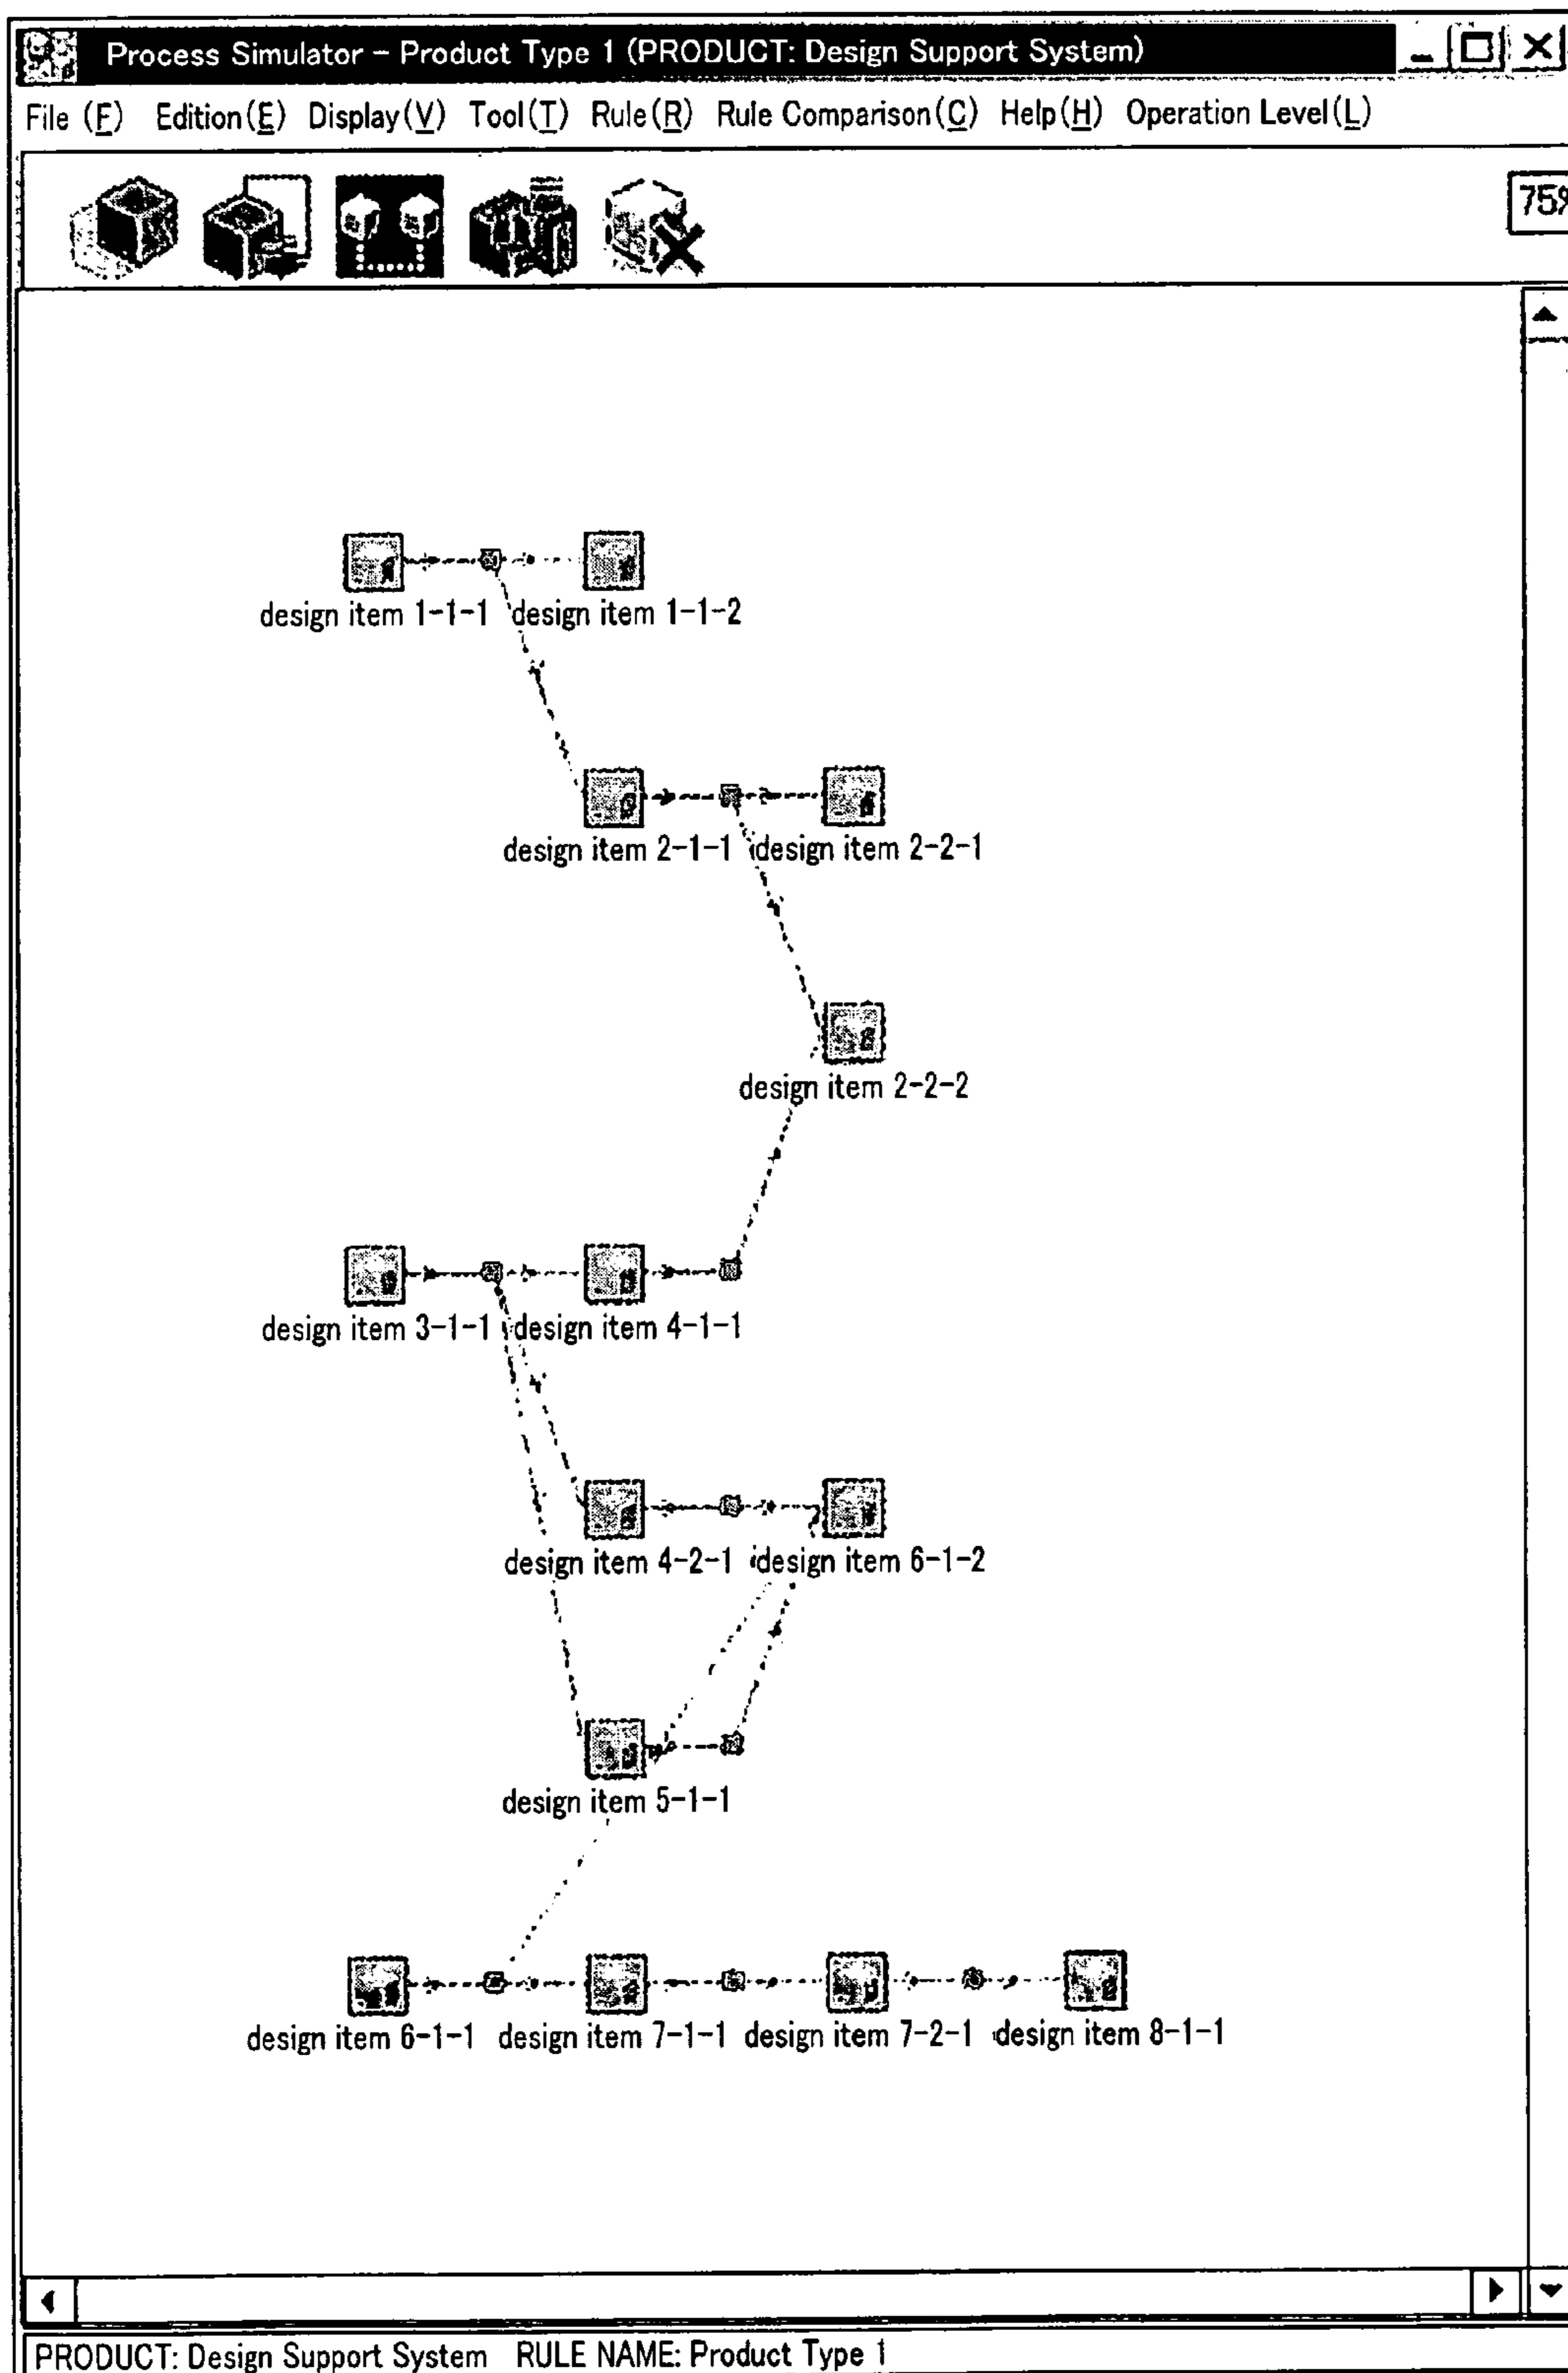 Process Simulator - Product Type 1 (PRODUCT: Design Support System)
File (F) Edition(E) Display(V) Tool(T) Rule(R) Rule Comparison(C) Help(H) Operation Level(L)
75%
design item 1-1-1 design item 1-1-2
design item 2-1-1 design item 2-2-1
design item 2-2-2
design item 3-1-1 design item 4-1-1
design item 4-2-1 design item 6-1-2
design item 5-1-1
design item 6-1-1 design item 7-1-1 design item 7-2-1 design item 8-1-1
PRODUCT: Design Support System RULE NAME: Product Type 1